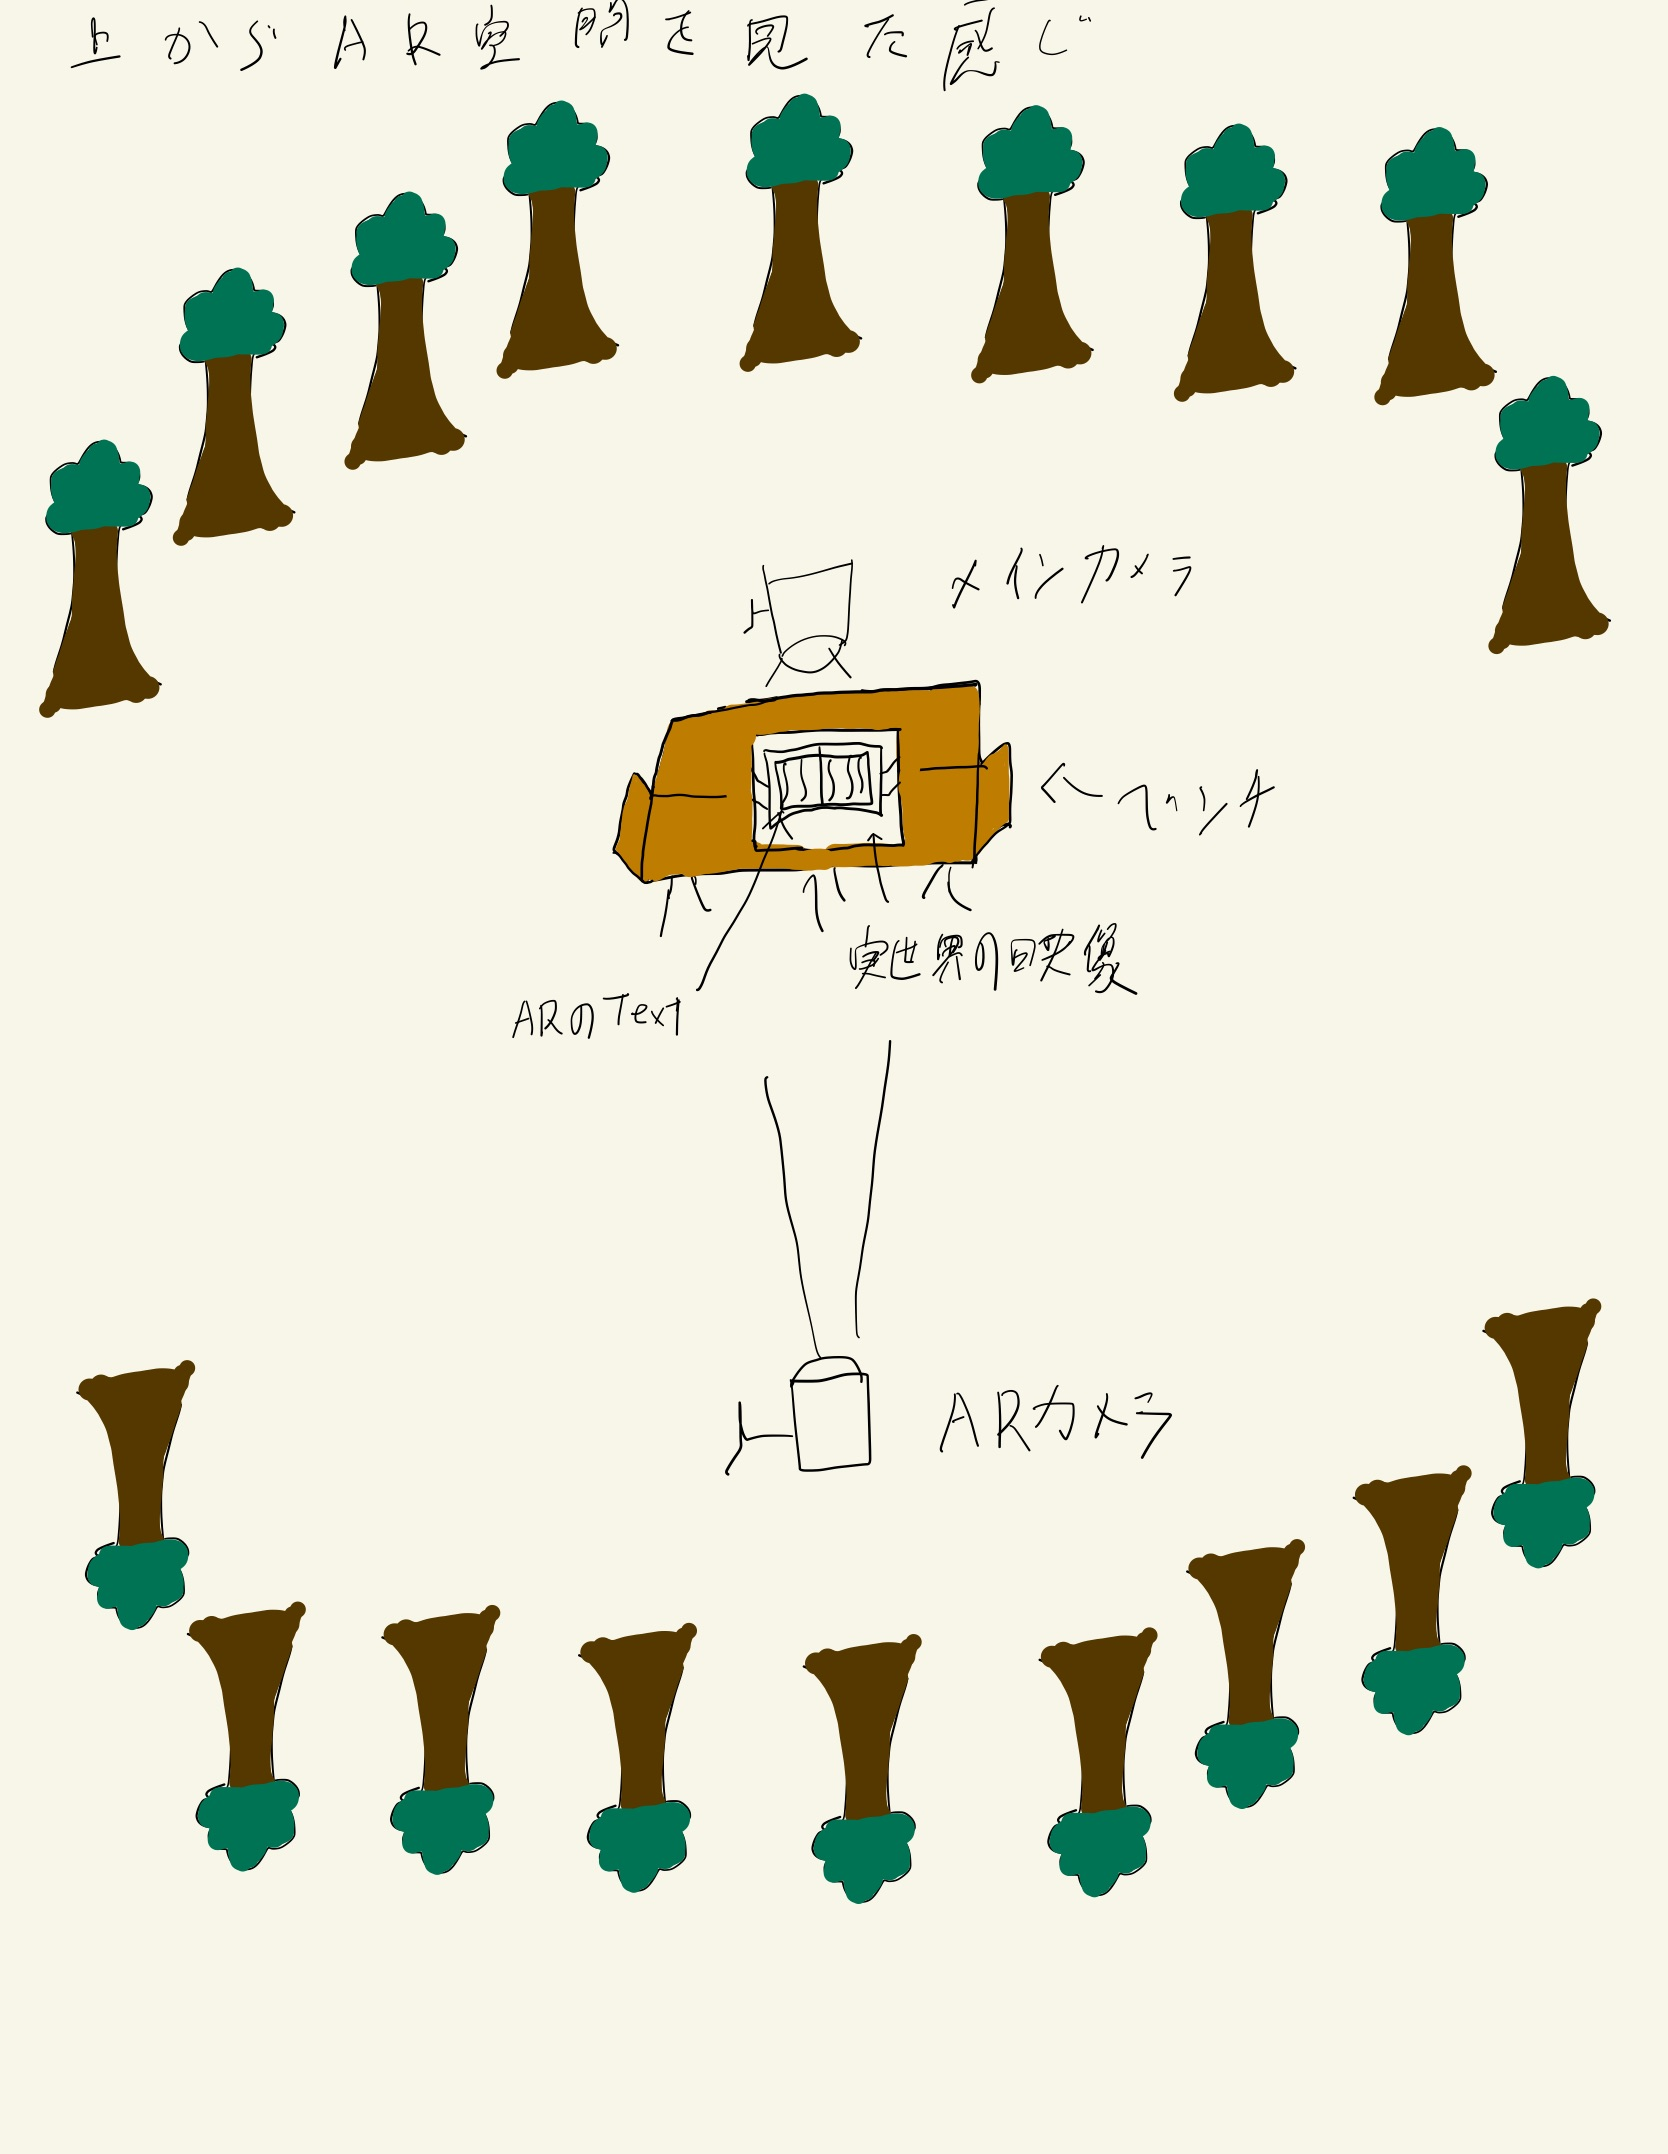 上からAR空間を見た感じ
メインカメラ
ベンチ
実世界の映像
ARのText
ARカメラ